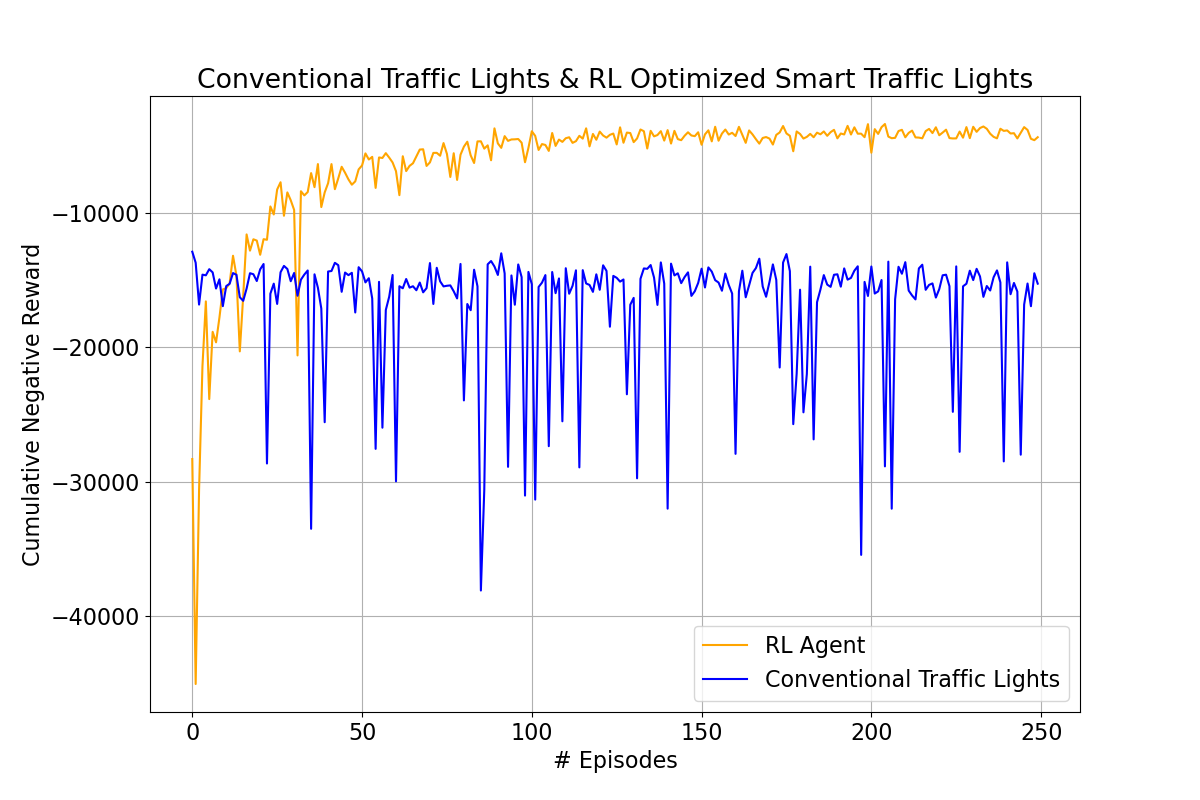 Conventional Traffic Lights & RL Optimized Smart Traffic Lights
Cumulative Negative Reward
−10000
−20000
−30000
−40000
RL Agent
Conventional Traffic Lights
0 50 100 150 200 250
# Episodes